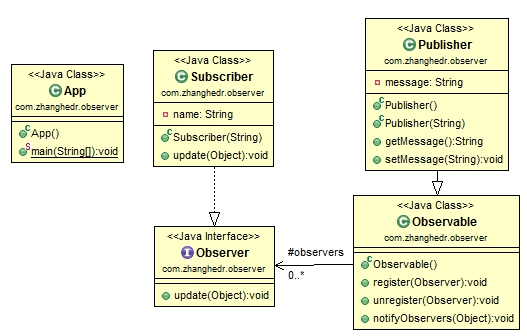 <<Java Class>>
App
com.zhanghedr.observer
App()
main(String[]):void
<<Java Class>>
Subscriber
com.zhanghedr.observer
name: String
Subscriber(String)
update(Object):void
<<Java Class>>
Publisher
com.zhanghedr.observer
message: String
Publisher()
Publisher(String)
getMessage():String
setMessage(String):void
<<Java Interface>>
Observer
com.zhanghedr.observer
update(Object):void
#observers
0..*
<<Java Class>>
Observable
com.zhanghedr.observer
Observable()
register(Observer):void
unregister(Observer):void
notifyObservers(Object):void